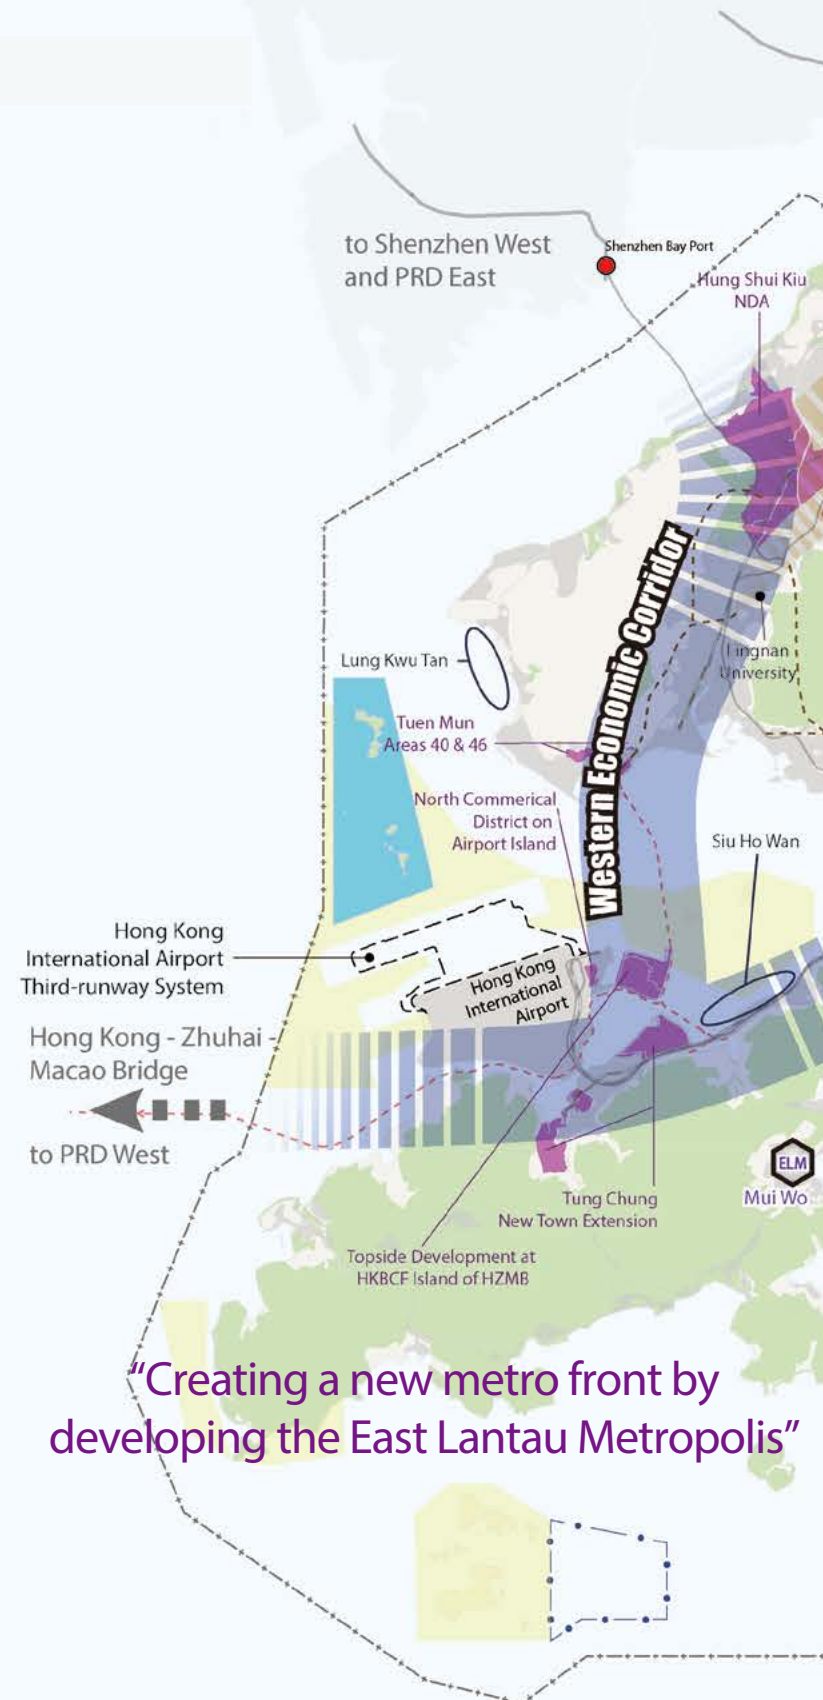 to Shenzhen West
and PRD East
Shenzhen Bay Port
Hung Shui Kiu
NDA
Western Economic Corridor
Lingnan
University
Lung Kwu Tan
Tuen Mun
Areas 40 & 46
North Commerical
District on
Airport Island
Siu Ho Wan
Hong Kong
International Airport
Third-runway System
Hong Kong
International
Airport
Hong Kong - Zhuhai -
Macao Bridge
to PRD West
ELM
Mui Wo
Tung Chung
New Town Extension
Topside Development at
HKBCF Island of HZMB
“Creating a new metro front by
developing the East Lantau Metropolis”